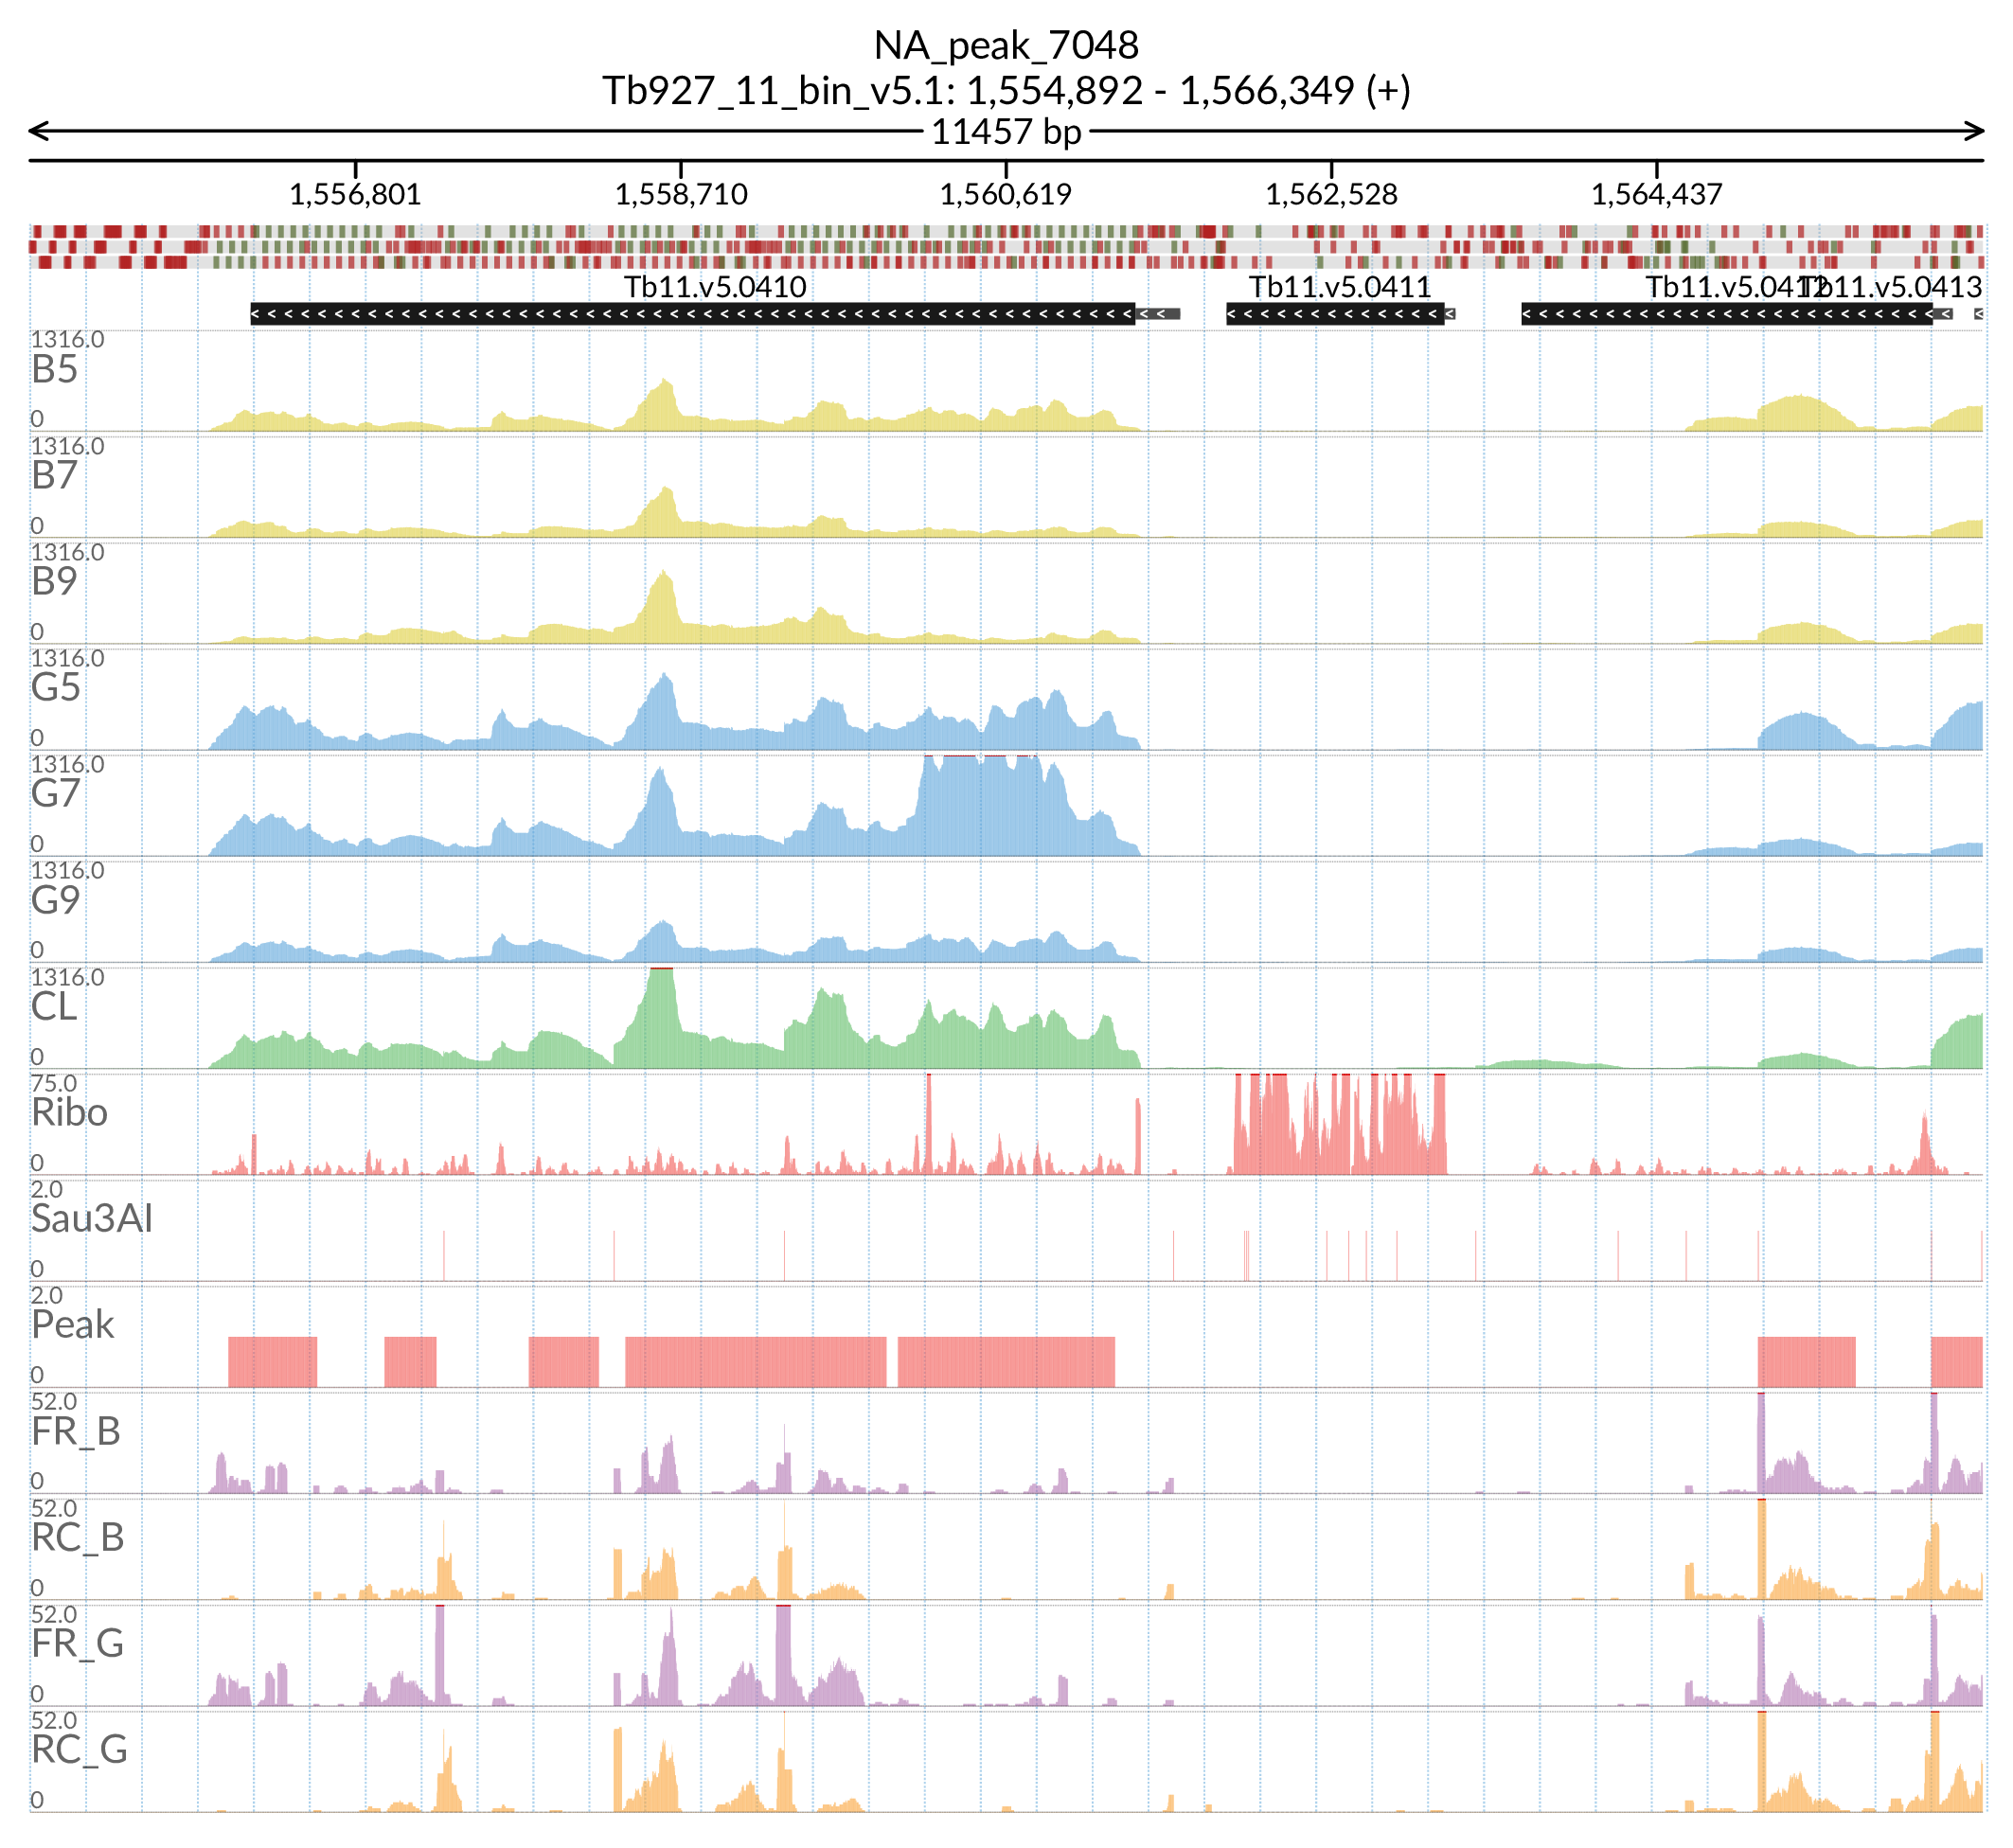 NA_peak_7048
Tb927_11_bin_v5.1: 1,554,892 - 1,566,349 (+)
11457 bp
1,556,801 1,558,710 1,560,619 1,562,528 1,564,437
Tb11.v5.0410 Tb11.v5.0411 Tb11.v5.0412 Tb11.v5.0413
1316.0
B5
0
1316.0
B7
0
1316.0
B9
0
1316.0
G5
0
1316.0
G7
0
1316.0
G9
0
1316.0
CL
0
75.0
Ribo
0
2.0
Sau3AI
0
2.0
Peak
0
52.0
FR_B
0
52.0
RC_B
0
52.0
FR_G
0
52.0
RC_G
0